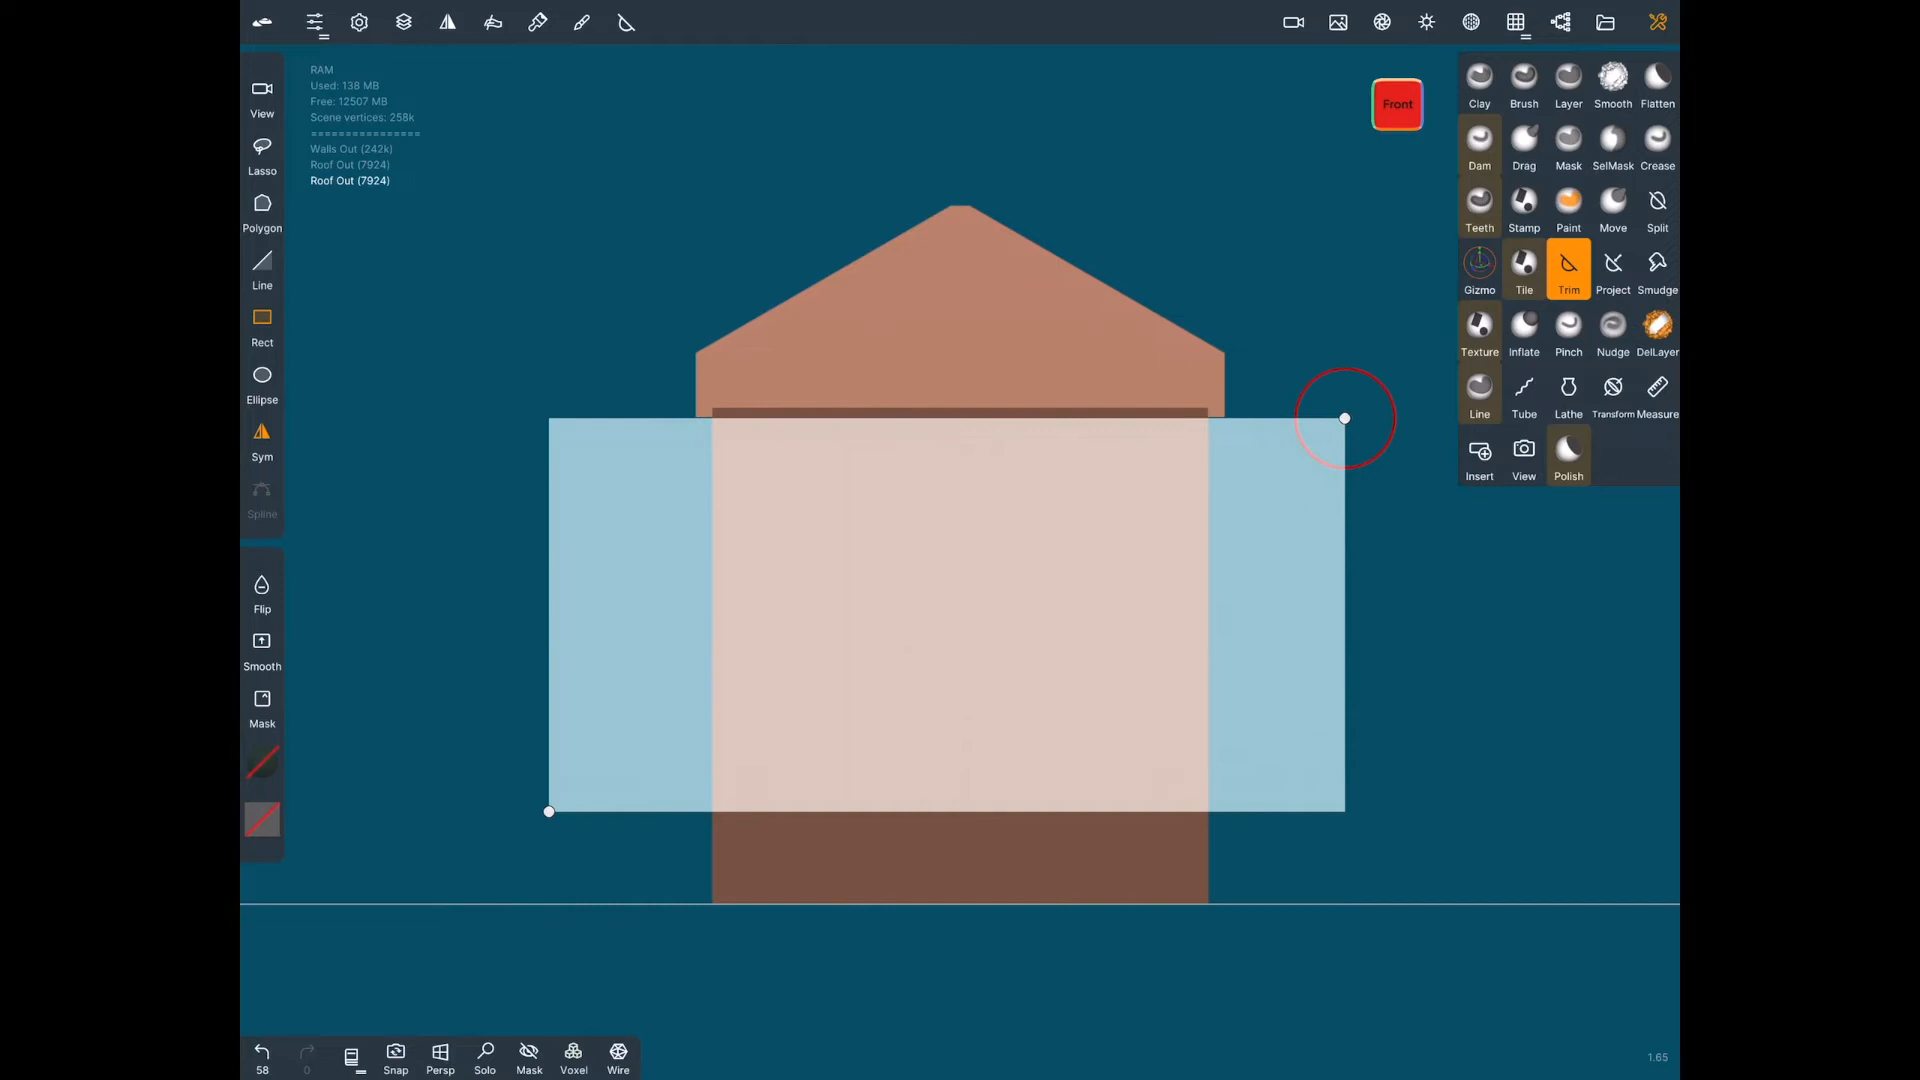 RAM
Used: 138 MB
Free: 12507 MB
Scene vertices: 258k
================
Walls Out (242k)
Roof Out (7924)
Roof Out (7924)
View
Lasso
Polygon
Line
Rect
Ellipse
Sym
Spline
Flip
Smooth
Mask
Front
Clay Brush Layer Smooth Flatten
Dam Drag Mask SelMask Crease
Teeth Stamp Paint Move Split
Gizmo Tile Trim Project Smudge
Texture Inflate Pinch Nudge DelLayer
Line Tube Lathe Transform Measure
Insert View Polish
58 0 Snap Persp Solo Mask Voxel Wire
1.65